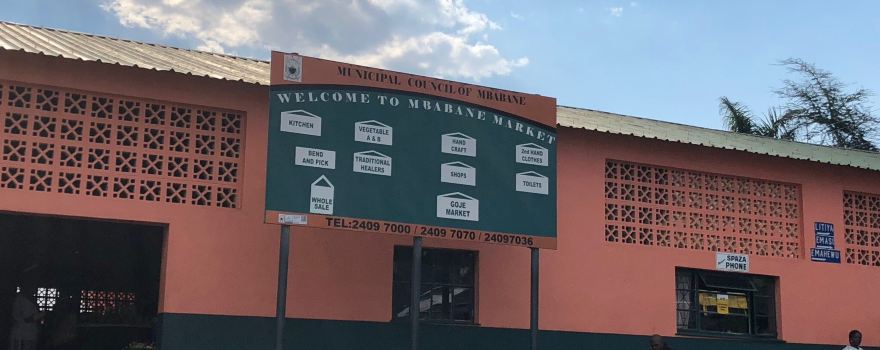 MUNICIPAL COUNCIL OF MBABANE
WELCOME TO MBABANE MARKET
KITCHEN
VEGETABLE
A & B
HAND
CRAFT
2nd HAND
CLOTHES
BEND
AND PICK
TRADITIONAL
HEALERS
SHOPS
TOILETS
WHOLE
SALE
GOJE
MARKET
TEL:2409 7000 / 2409 7070 / 24097036
SPAZA
PHONE
LITIYA
EMASI
EMAHEWU